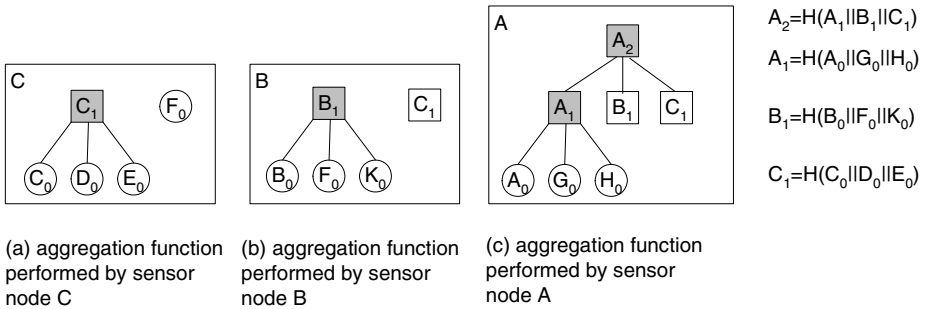 C
C₁
F₀
C₀ D₀ E₀
(a) aggregation function
performed by sensor
node C
B
B₁
C₁
B₀ F₀ K₀
(b) aggregation function
performed by sensor
node B
A
A₂
A₁ B₁ C₁
A₀ G₀ H₀
(c) aggregation function
performed by sensor
node A
A₂=H(A₁||B₁||C₁)
A₁=H(A₀||G₀||H₀)
B₁=H(B₀||F₀||K₀)
C₁=H(C₀||D₀||E₀)